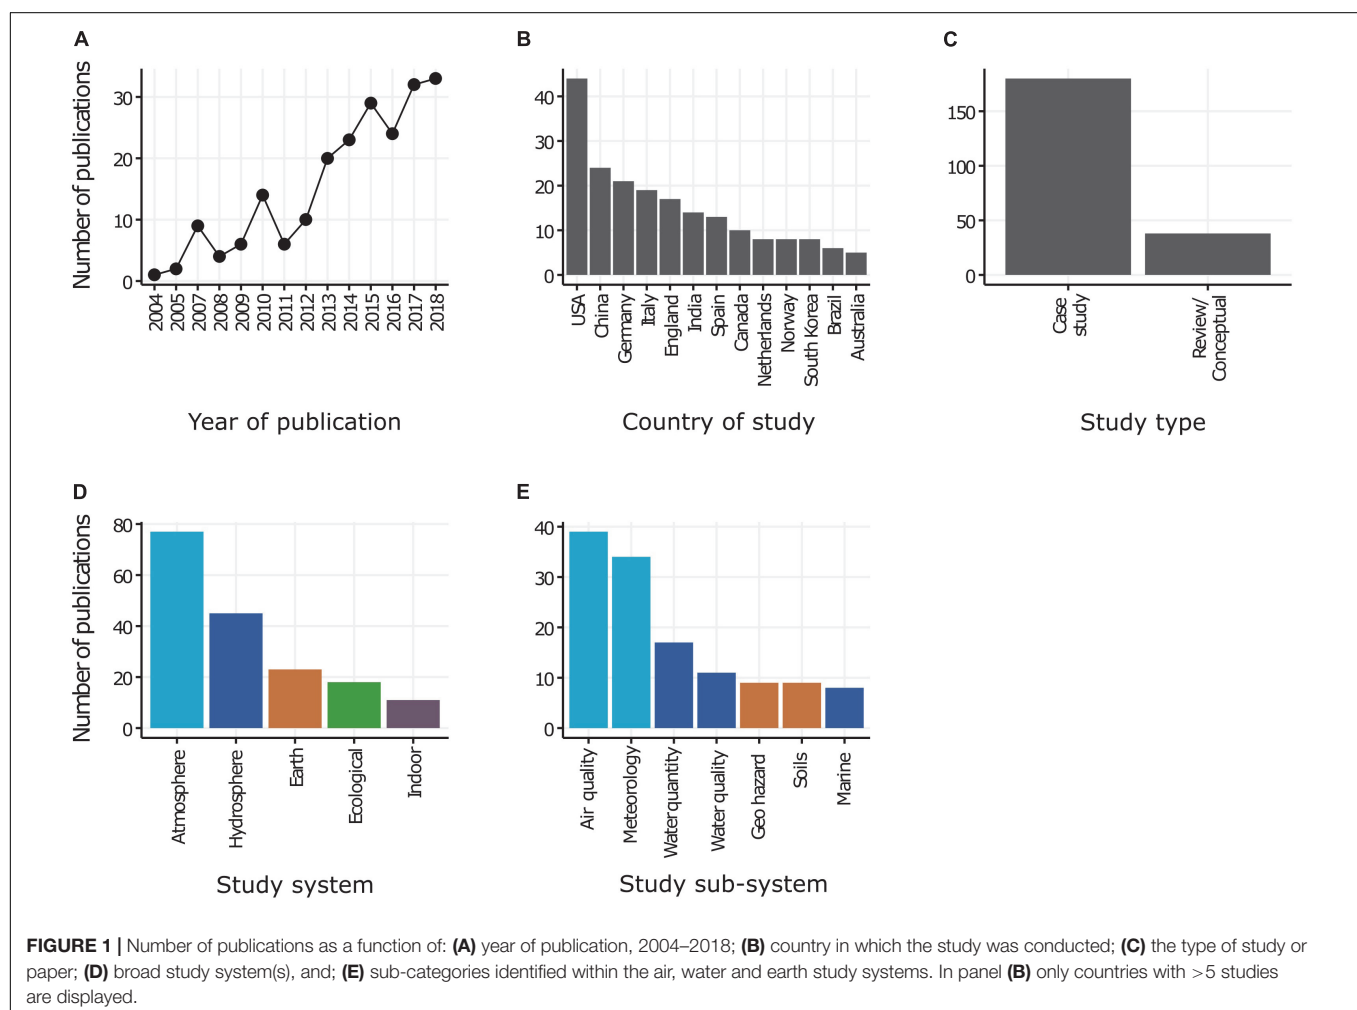 A
Number of publications
30
20
10
0
2004
2005
2007
2008
2009
2010
2011
2012
2013
2014
2015
2016
2017
2018
Year of publication
B
40
30
20
10
0
USA
China
Germany
Italy
England
India
Spain
Canada
Netherlands
Norway
South Korea
Brazil
Australia
Country of study
C
150
100
50
0
Case
study
Review/
Conceptual
Study type
D
Number of publications
80
60
40
20
0
Atmosphere
Hydrosphere
Earth
Ecological
Indoor
Study system
E
40
30
20
10
0
Air quality
Meteorology
Water quantity
Water quality
Geo hazard
Soils
Marine
Study sub-system
FIGURE 1 | Number of publications as a function of: (A) year of publication, 2004–2018; (B) country in which the study was conducted; (C) the type of study or
paper; (D) broad study system(s), and; (E) sub-categories identified within the air, water and earth study systems. In panel (B) only countries with >5 studies
are displayed.